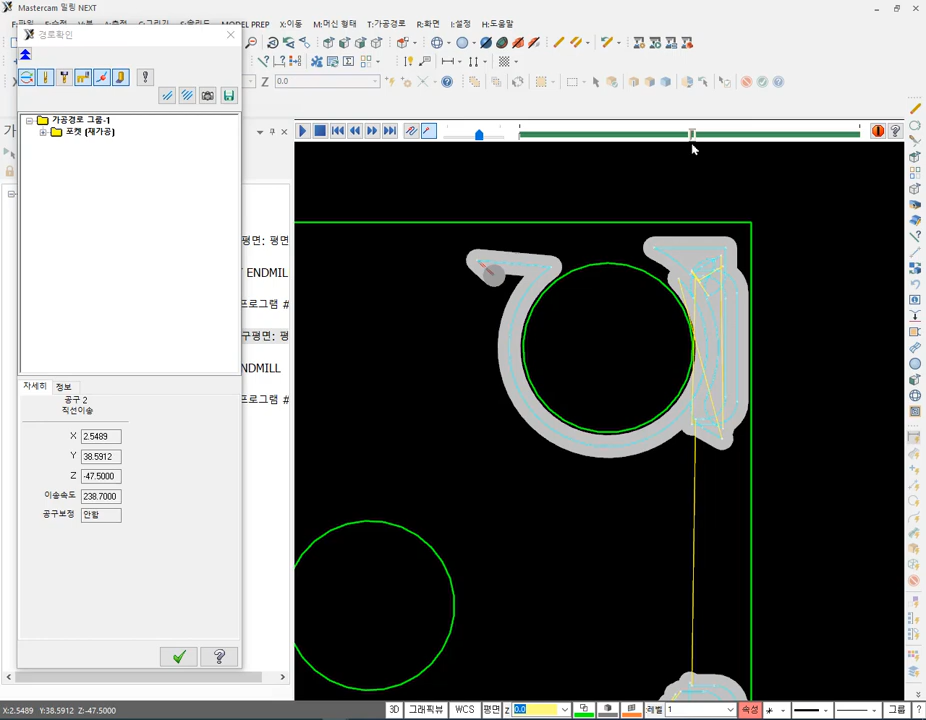 Mastercam 밀링 NEXT
MODEL PREP
X:이동
M:머신 형태
T:가공경로
R:화면
I:설정
H:도움말
경로확인
Z
0.0
가공경로 그룹-1
포켓 (재가공)
평면: 평면
ENDMILL
프로그램 #
구평면: 평
ENDMILL
프로그램 #
자세히
정보
공구 2
직선이송
X 2.5489
Y 38.5912
Z -47.5000
이송속도 238.7000
공구보정 안함
X:2.5489 Y:38.5912 Z:-47.5000
3D
그래픽뷰
WCS
평면
Z
0.0
레벨
1
속성
그룹
?